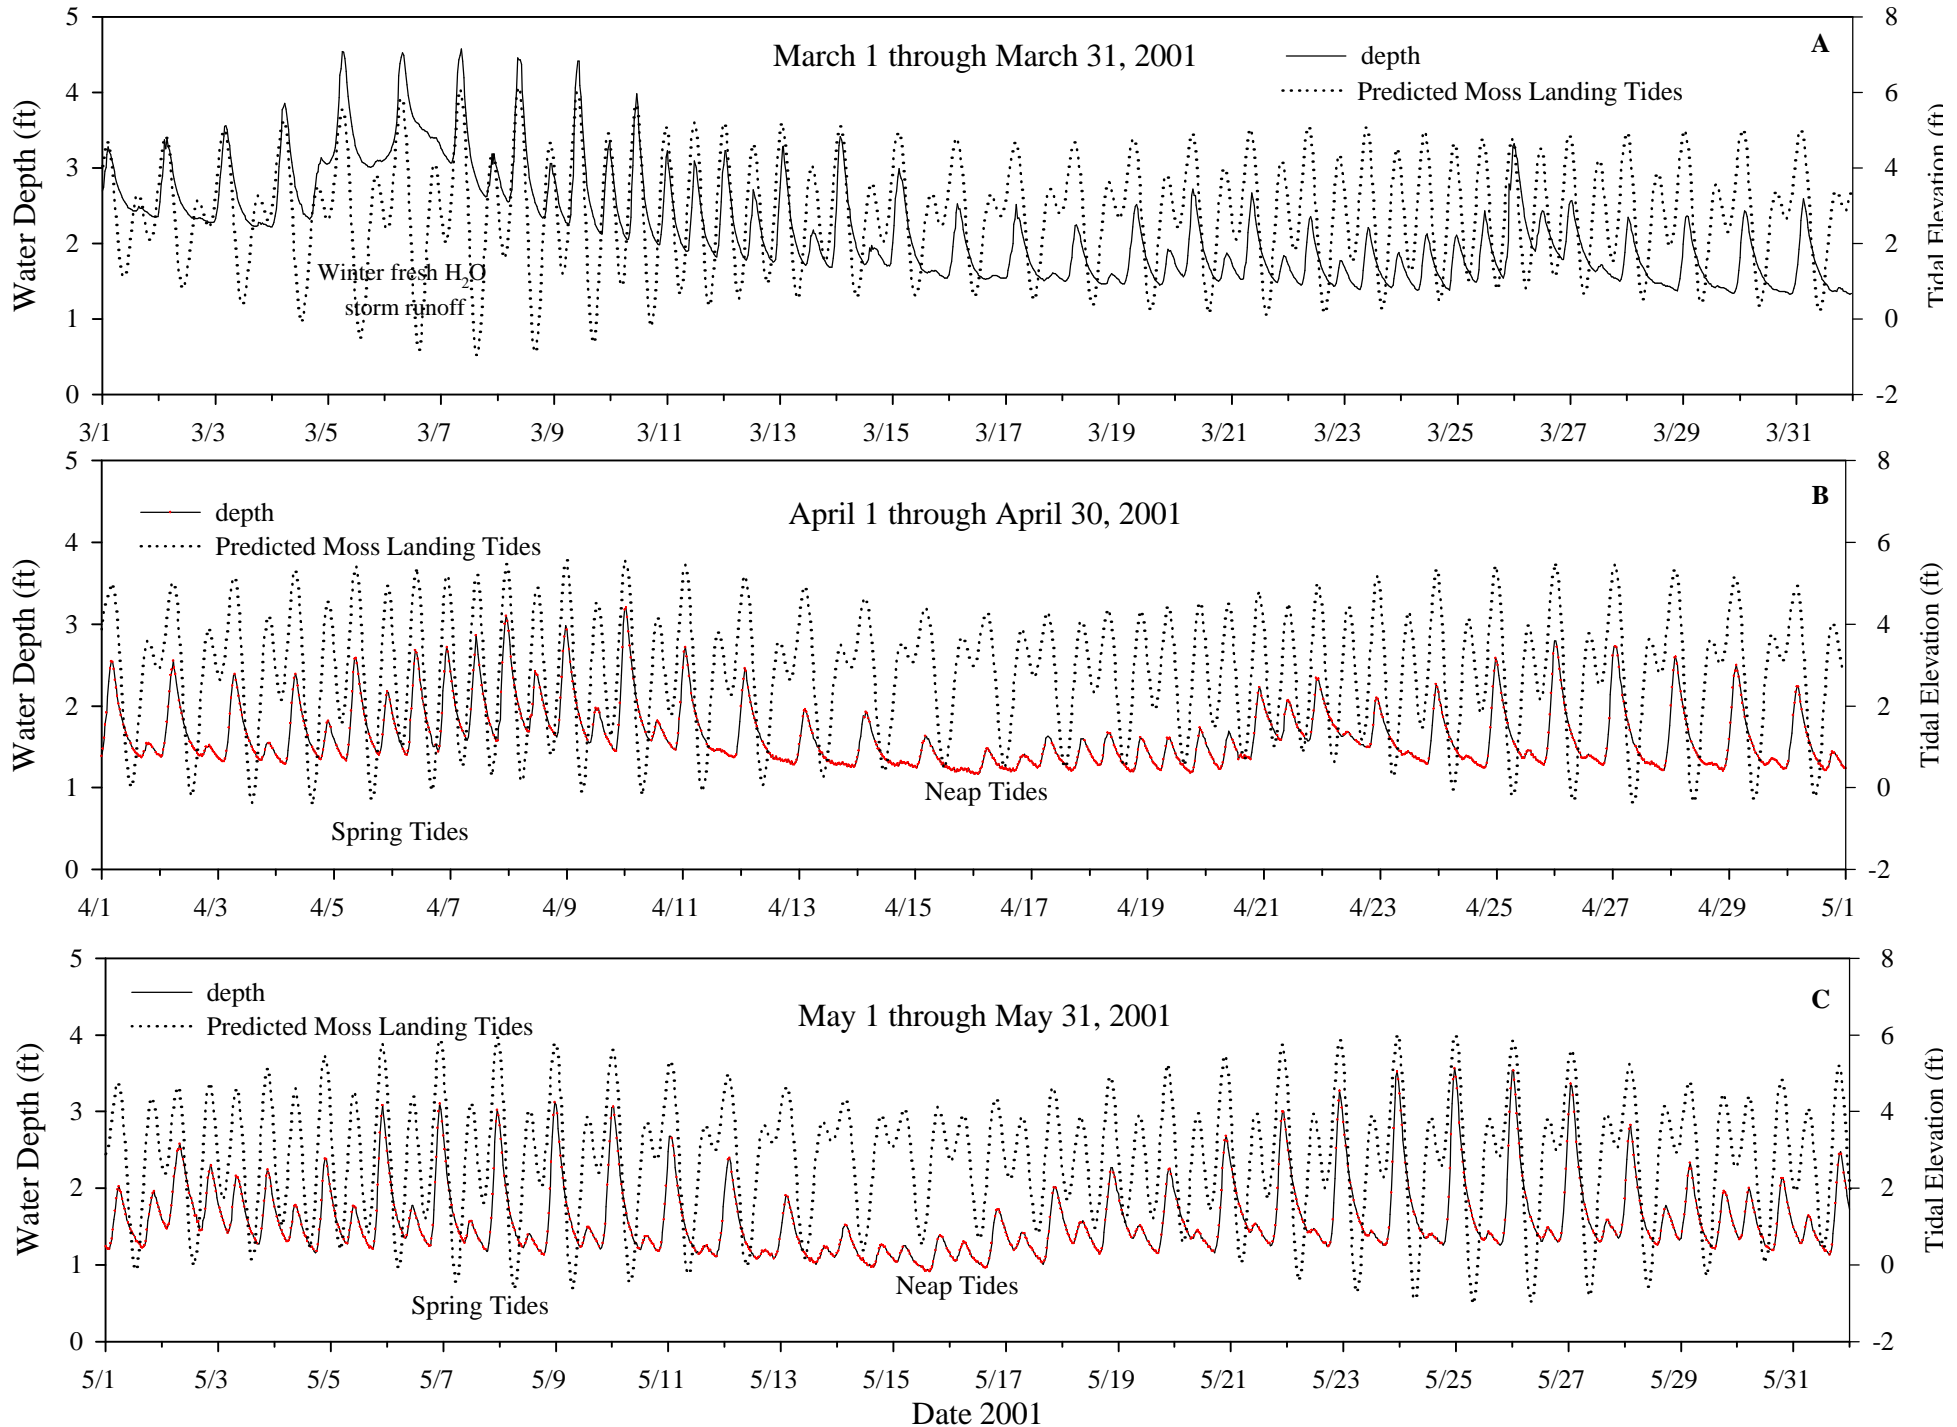 March 1 through March 31, 2001
A
depth
Predicted Moss Landing Tides
Water Depth (ft)
5
4
3
2
1
0
Tidal Elevation (ft)
8
6
4
2
0
-2
Winter fresh H₂O
storm runoff
3/1 3/3 3/5 3/7 3/9 3/11 3/13 3/15 3/17 3/19 3/21 3/23 3/25 3/27 3/29 3/31
April 1 through April 30, 2001
B
depth
Predicted Moss Landing Tides
Water Depth (ft)
5
4
3
2
1
0
Tidal Elevation (ft)
8
6
4
2
0
-2
Neap Tides
Spring Tides
4/1 4/3 4/5 4/7 4/9 4/11 4/13 4/15 4/17 4/19 4/21 4/23 4/25 4/27 4/29 5/1
May 1 through May 31, 2001
C
depth
Predicted Moss Landing Tides
Water Depth (ft)
5
4
3
2
1
0
Tidal Elevation (ft)
8
6
4
2
0
-2
Neap Tides
Spring Tides
5/1 5/3 5/5 5/7 5/9 5/11 5/13 5/15 5/17 5/19 5/21 5/23 5/25 5/27 5/29 5/31
Date 2001